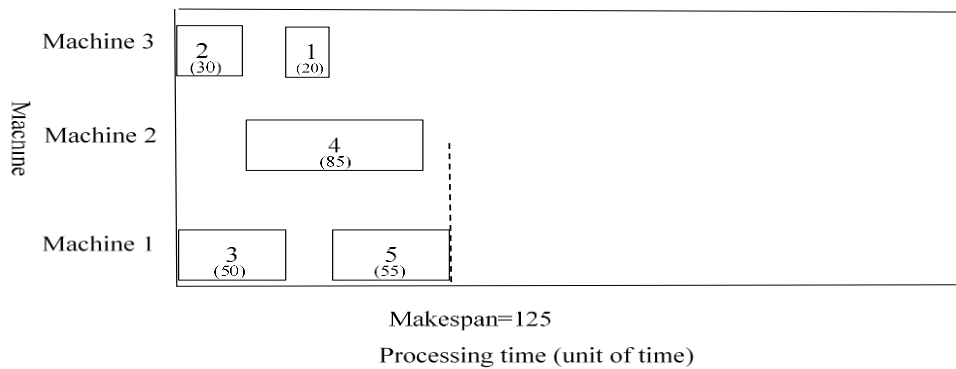 Machine 3
2
(30)
1
(20)
Machine
Machine 2
4
(85)
Machine 1
3
(50)
5
(55)
Makespan=125
Processing time (unit of time)